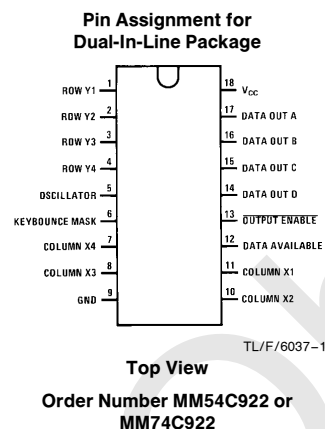 Pin Assignment for
Dual-In-Line Package
ROW Y1 1
ROW Y2 2
ROW Y3 3
ROW Y4 4
OSCILLATOR 5
KEYBOUNCE MASK 6
COLUMN X4 7
COLUMN X3 8
GND 9
18 VCC
17 DATA OUT A
16 DATA OUT B
15 DATA OUT C
14 DATA OUT D
13 OUTPUT ENABLE
12 DATA AVAILABLE
11 COLUMN X1
10 COLUMN X2
TL/F/6037–1
Top View
Order Number MM54C922 or
MM74C922